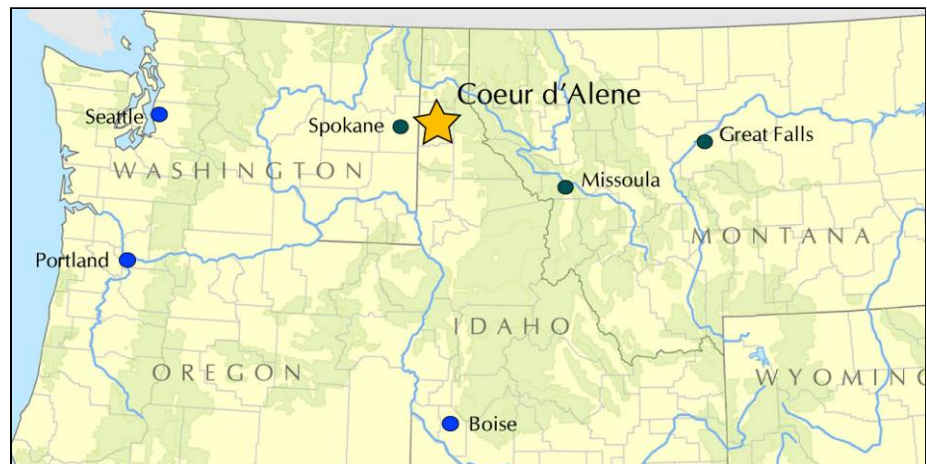 Coeur d'Alene
Seattle
Spokane
Great Falls
WASHINGTON
Missoula
MONTANA
Portland
IDAHO
OREGON
WYOMING
Boise